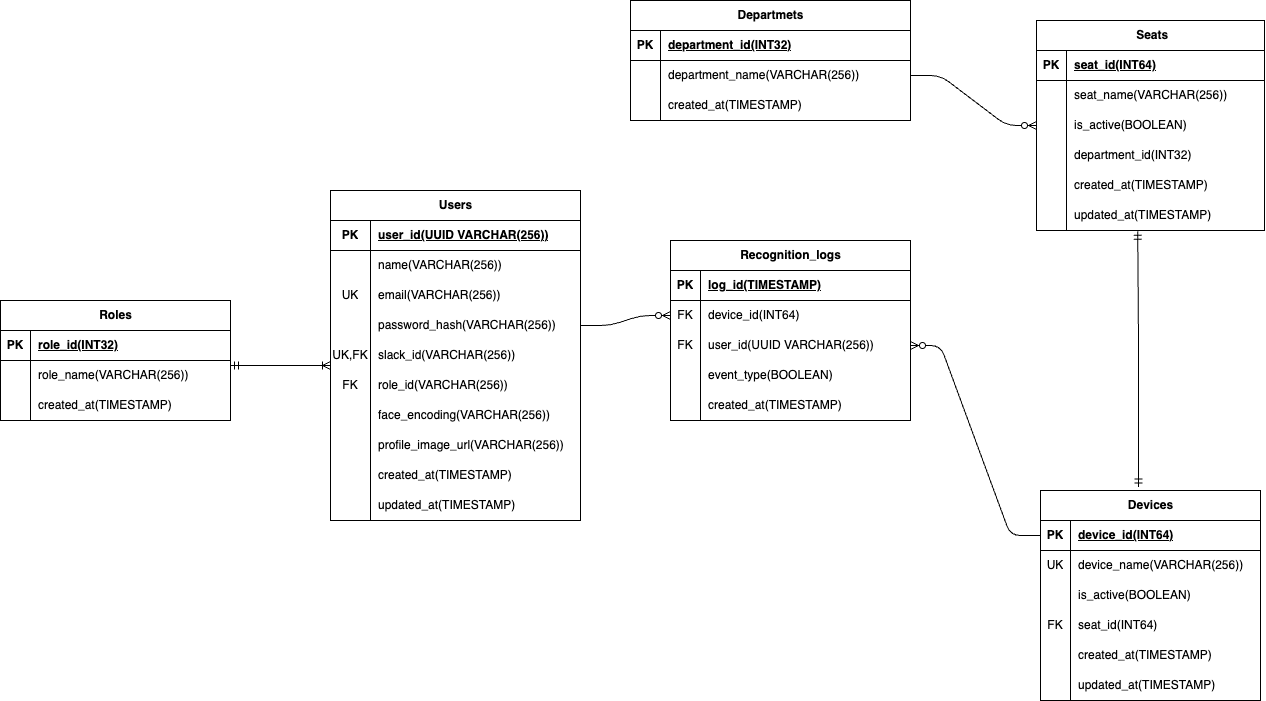 Departmets
PK department_id(INT32)
department_name(VARCHAR(256))
created_at(TIMESTAMP)
Seats
PK seat_id(INT64)
seat_name(VARCHAR(256))
is_active(BOOLEAN)
department_id(INT32)
created_at(TIMESTAMP)
updated_at(TIMESTAMP)
Users
PK user_id(UUID VARCHAR(256))
name(VARCHAR(256))
UK email(VARCHAR(256))
password_hash(VARCHAR(256))
UK,FK slack_id(VARCHAR(256))
FK role_id(VARCHAR(256))
face_encoding(VARCHAR(256))
profile_image_url(VARCHAR(256))
created_at(TIMESTAMP)
updated_at(TIMESTAMP)
Recognition_logs
PK log_id(TIMESTAMP)
FK device_id(INT64)
FK user_id(UUID VARCHAR(256))
event_type(BOOLEAN)
created_at(TIMESTAMP)
Roles
PK role_id(INT32)
role_name(VARCHAR(256))
created_at(TIMESTAMP)
Devices
PK device_id(INT64)
UK device_name(VARCHAR(256))
is_active(BOOLEAN)
FK seat_id(INT64)
created_at(TIMESTAMP)
updated_at(TIMESTAMP)